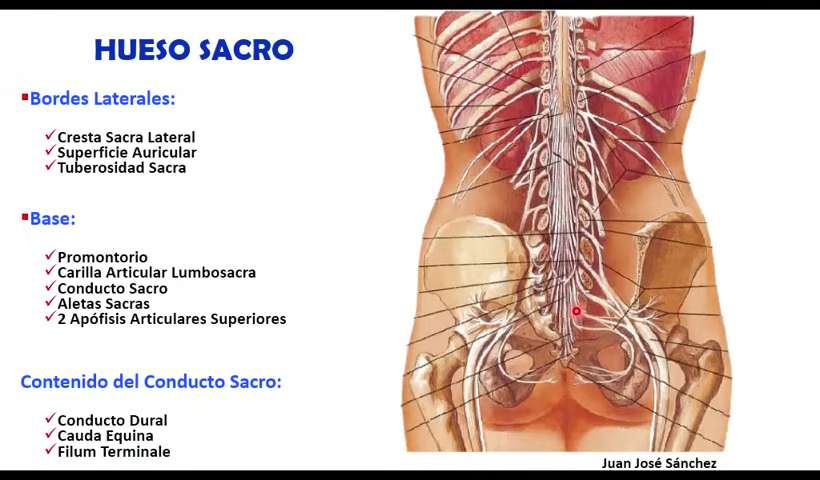 HUESO SACRO
Bordes Laterales:
Cresta Sacra Lateral
Superficie Auricular
Tuberosidad Sacra
Base:
Promontorio
Carilla Articular Lumbosacra
Conducto Sacro
Aletas Sacras
2 Apófisis Articulares Superiores
Contenido del Conducto Sacro:
Conducto Dural
Cauda Equina
Filum Terminale
Juan José Sánchez